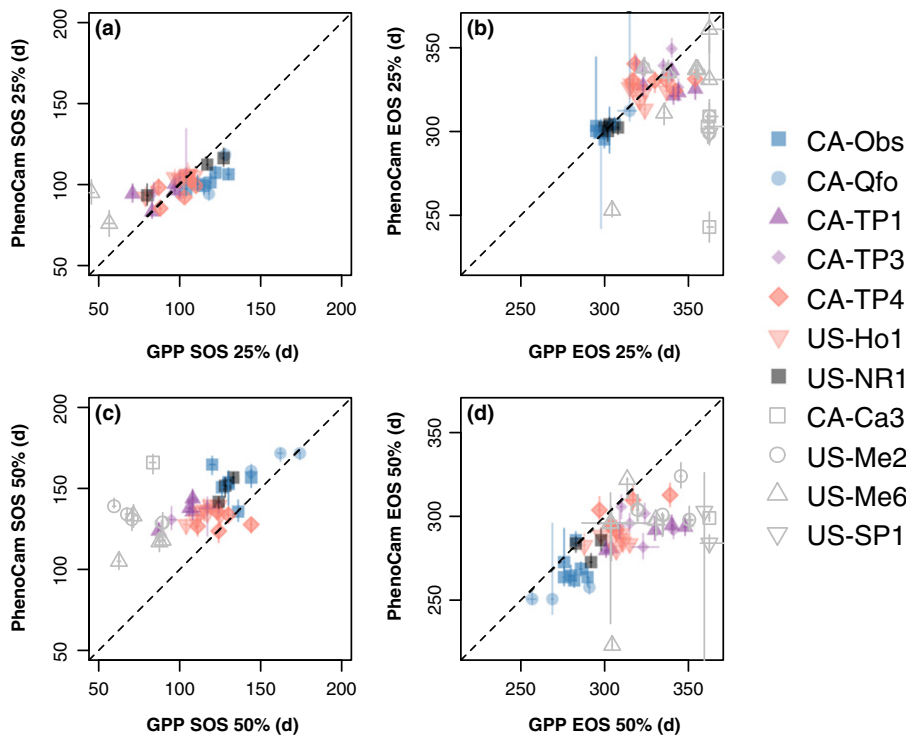 (a)
PhenoCam SOS 25% (d)
50 100 150 200
50 100 150 200
GPP SOS 25% (d)
(b)
PhenoCam EOS 25% (d)
250 300 350
250 300 350
GPP EOS 25% (d)
(c)
PhenoCam SOS 50% (d)
50 100 150 200
50 100 150 200
GPP SOS 50% (d)
(d)
PhenoCam EOS 50% (d)
250 300 350
250 300 350
GPP EOS 50% (d)
CA-Obs
CA-Qfo
CA-TP1
CA-TP3
CA-TP4
US-Ho1
US-NR1
CA-Ca3
US-Me2
US-Me6
US-SP1